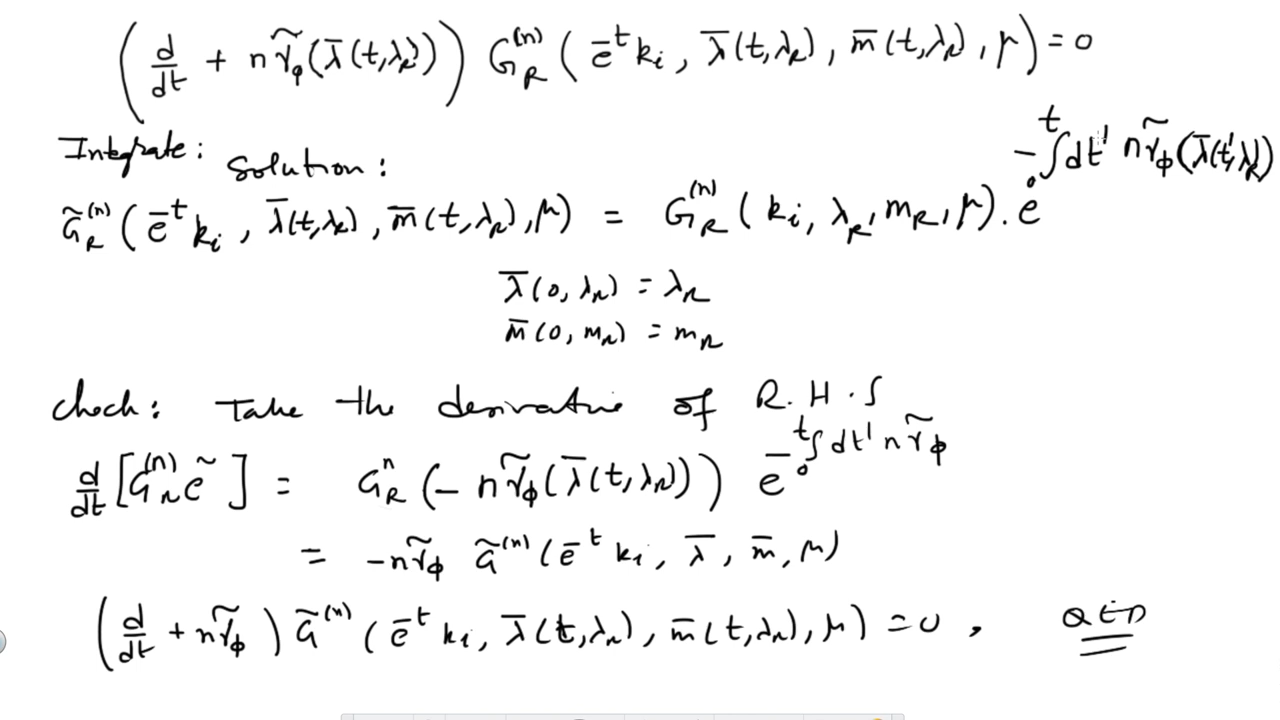 (d/dt + nγ̃_φ(λ̄(t,λ_R))) G_R^(n) (e^-t k_i, λ̄(t,λ_R), m̄(t,λ_R), μ) = 0
Integrate: Solution:
G̃_R^(n) (e^-t k_i, λ̄(t,λ_R), m̄(t,λ_R), μ) = G_R^(n) (k_i, λ_R, m_R, μ) . e^{-∫_0^t dt' nγ̃_φ(λ̄(t',λ_R))}
λ̄(0, λ_R) = λ_R
m̄(0, m_R) = m_R
Check: Take the derivative of R.H.S
d/dt [G_R^(n) e^~] = G_R^n (- nγ̃_φ(λ̄(t,λ_R))) e^{-∫_0^t dt' nγ̃_φ}
= -nγ̃_φ G̃^(n) (e^-t k_i, λ̄, m̄, μ)
(d/dt + nγ̃_φ) G̃^(n) (e^-t k_i, λ̄(t,λ_R), m̄(t,λ_R), μ) = 0, QED